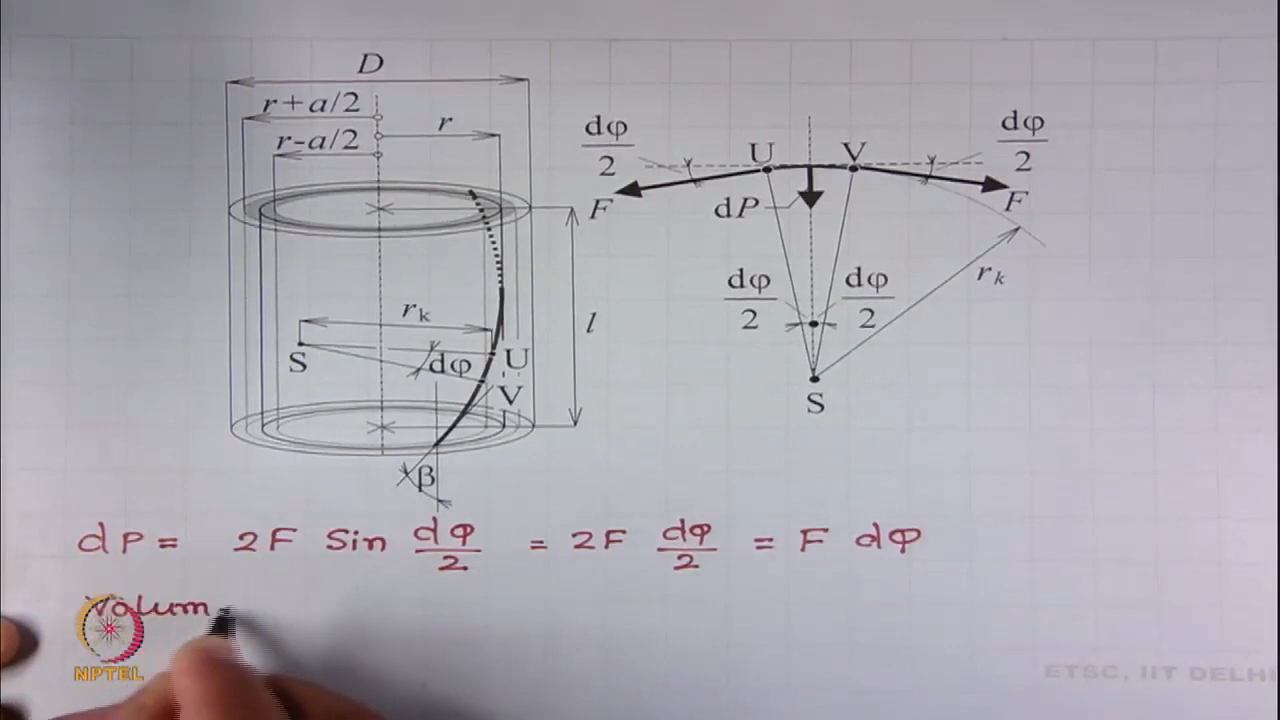 D
r+a/2
r
r-a/2
l
r_k
S
dφ
U
V
β
dφ/2
U
V
dφ/2
F
dP
F
dφ/2
dφ/2
r_k
S
dP = 2F Sin dφ/2 = 2F dφ/2 = F dφ
Volum
NPTEL
ETSC, IIT DELHI